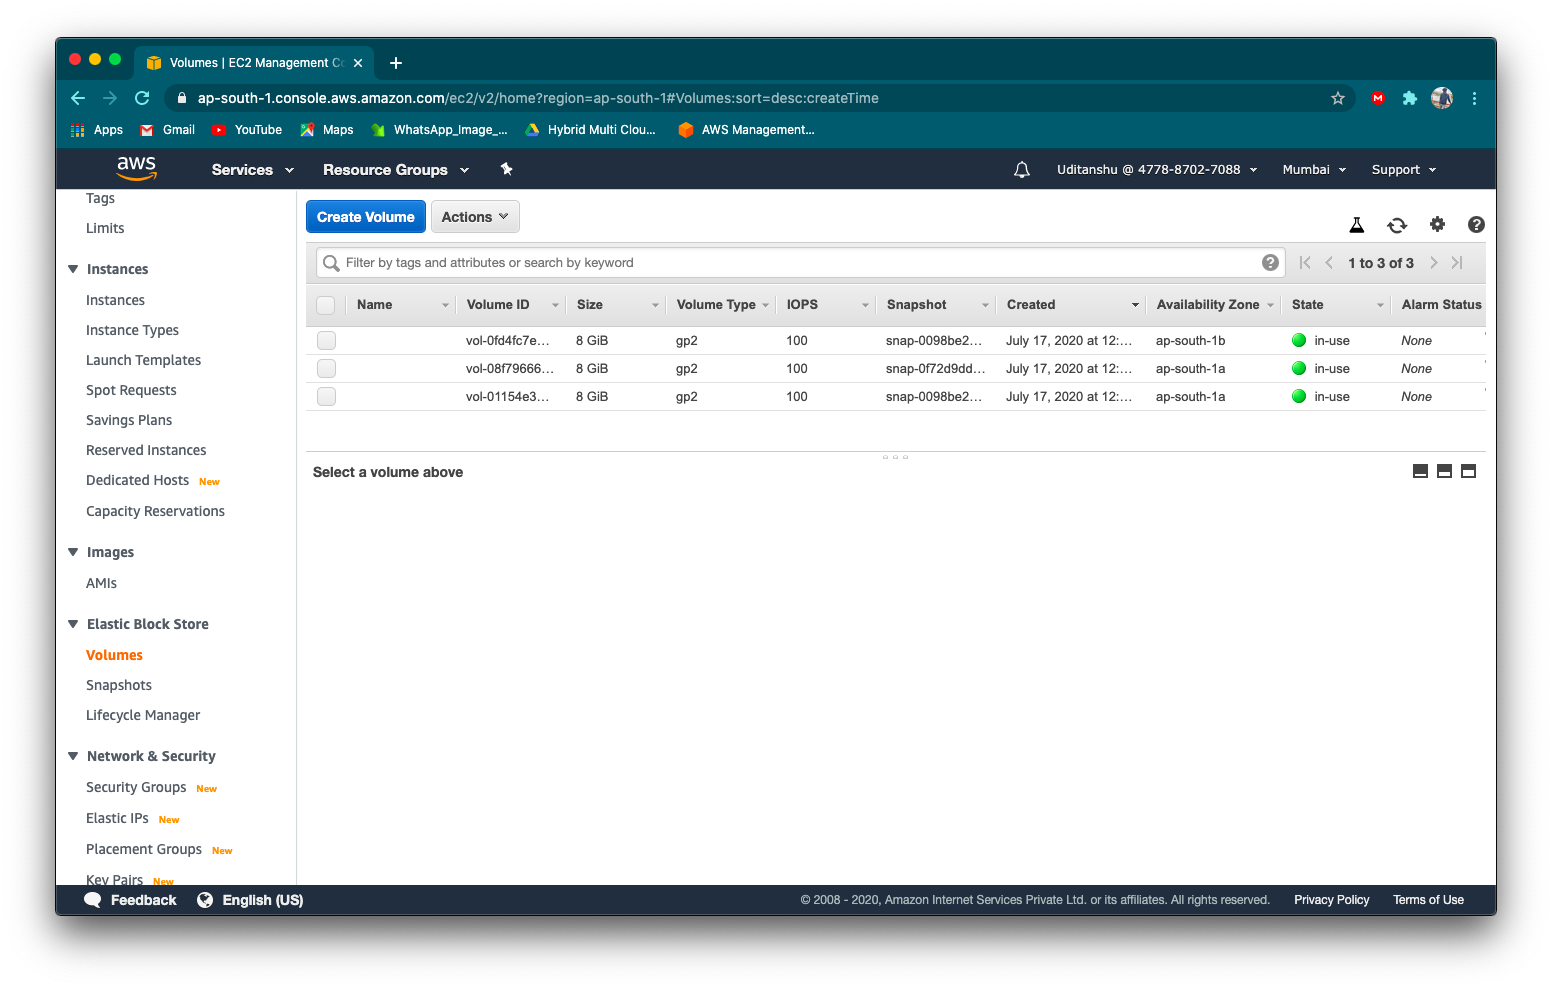 Volumes | EC2 Management Co
ap-south-1.console.aws.amazon.com/ec2/v2/home?region=ap-south-1#Volumes:sort=desc:createTime
Apps Gmail YouTube Maps WhatsApp_Image_... Hybrid Multi Clou... AWS Management...
aws Services Resource Groups Uditanshu @ 4778-8702-7088 Mumbai Support
Tags
Limits
Instances
Instances
Instance Types
Launch Templates
Spot Requests
Savings Plans
Reserved Instances
Dedicated Hosts New
Capacity Reservations
Images
AMIs
Elastic Block Store
Volumes
Snapshots
Lifecycle Manager
Network & Security
Security Groups New
Elastic IPs New
Placement Groups New
Key Pairs New
Create Volume Actions
Filter by tags and attributes or search by keyword 1 to 3 of 3
Name Volume ID Size Volume Type IOPS Snapshot Created Availability Zone State Alarm Status
vol-0fd4fc7e... 8 GiB gp2 100 snap-0098be2... July 17, 2020 at 12:... ap-south-1b in-use None
vol-08f79666... 8 GiB gp2 100 snap-0f72d9dd... July 17, 2020 at 12:... ap-south-1a in-use None
vol-01154e3... 8 GiB gp2 100 snap-0098be2... July 17, 2020 at 12:... ap-south-1a in-use None
Select a volume above
Feedback English (US) © 2008 - 2020, Amazon Internet Services Private Ltd. or its affiliates. All rights reserved. Privacy Policy Terms of Use